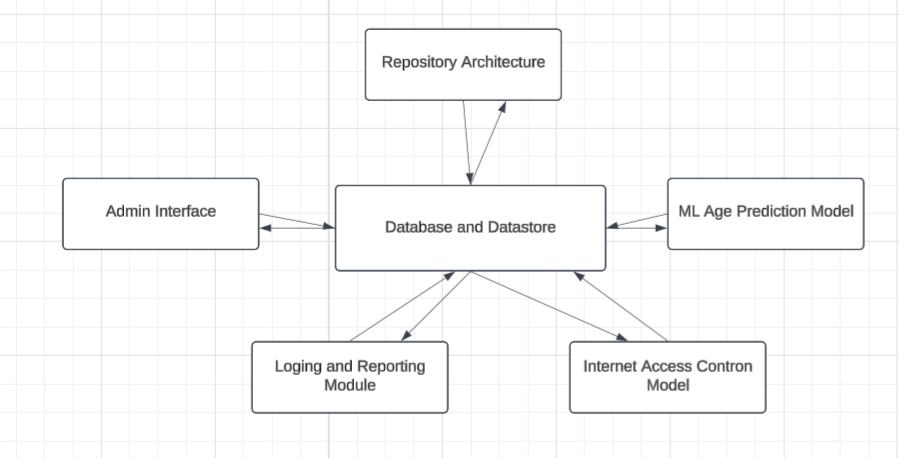 Repository Architecture
Admin Interface
Database and Datastore
ML Age Prediction Model
Loging and Reporting
Module
Internet Access Contron
Model